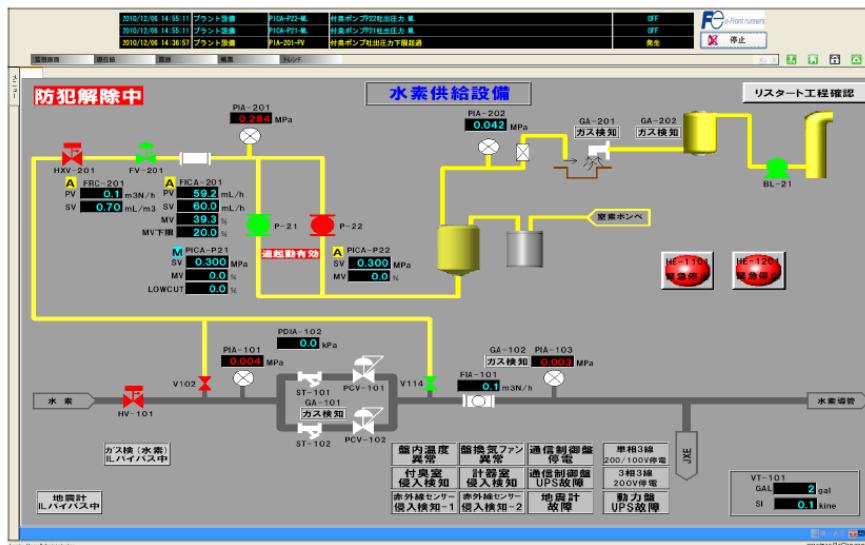 2010/12/06 14:55:11 プラント設備 PICA-P22-ML 付臭ポンプP22吐出圧力 ML OFF
2010/12/06 14:55:11 プラント設備 PICA-P21-ML 付臭ポンプP21吐出圧力 ML OFF
2010/12/06 14:36:57 プラント設備 PIA-201-PV 付臭ポンプ吐出圧力下限超過 発生
e-Front runners
停止
監視画面 帳票 トレンド
メニュー
防犯解除中
水素供給設備
リスタート工程確認
PIA-201
0.284 MPa
PIA-202
0.042 MPa
GA-201
ガス検知
GA-202
ガス検知
HXV-201
FV-201
BL-21
A FRC-201
PV 0.1 m3N/h
SV 0.70 mL/m3
A FICA-201
PV 59.2 mL/h
SV 60.0 mL/h
MV 39.3 %
MV下限 20.0 %
P-21
P-22
追起動有効
窒素ボンベ
M PICA-P21
SV 0.300 MPa
MV 0.0 %
LOWCUT 0.0 %
A PICA-P22
SV 0.300 MPa
MV 0.0 %
HE-1101
緊急停止
HE-1201
緊急停止
PDIA-102
0.0 kPa
PIA-101
0.004 MPa
V102
ST-101
PCV-101
V114
GA-102
ガス検知
PIA-103
0.003 MPa
FIA-101
0.1 m3N/h
水素
HV-101
GA-101
ガス検知
ST-102
PCV-102
水素導管
JXE
ガス検(水素)
ILバイパス中
地震計
ILバイパス中
盤内温度
異常
盤換気ファン
異常
通信制御盤
停電
単相3線
200/100V停電
付臭室
侵入検知
計器室
侵入検知
通信制御盤
UPS故障
3相3線
200V停電
赤外線センサー
侵入検知-1
赤外線センサー
侵入検知-2
地震計
故障
動力盤
UPS故障
VT-101
GAL 2 gal
SI 0.1 kine